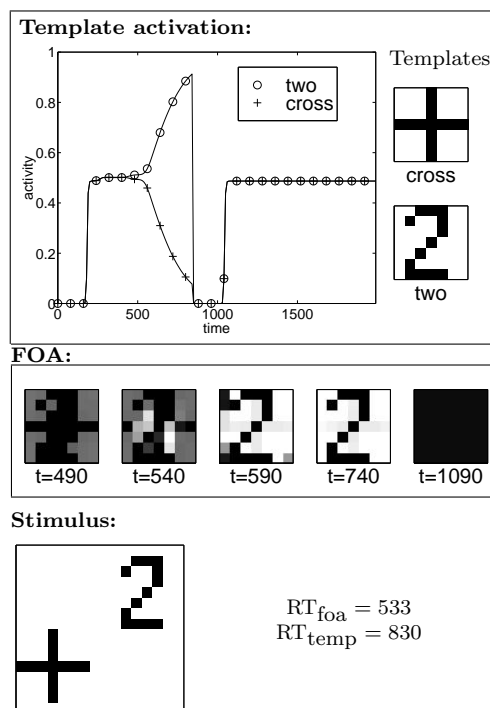 Template activation:
1
0.8
0.6
0.4
0.2
0
activity
0 500 1000 1500
time
two
cross
Templates
cross
two
FOA:
t=490 t=540 t=590 t=740 t=1090
Stimulus:
2
RT_foa = 533
RT_temp = 830